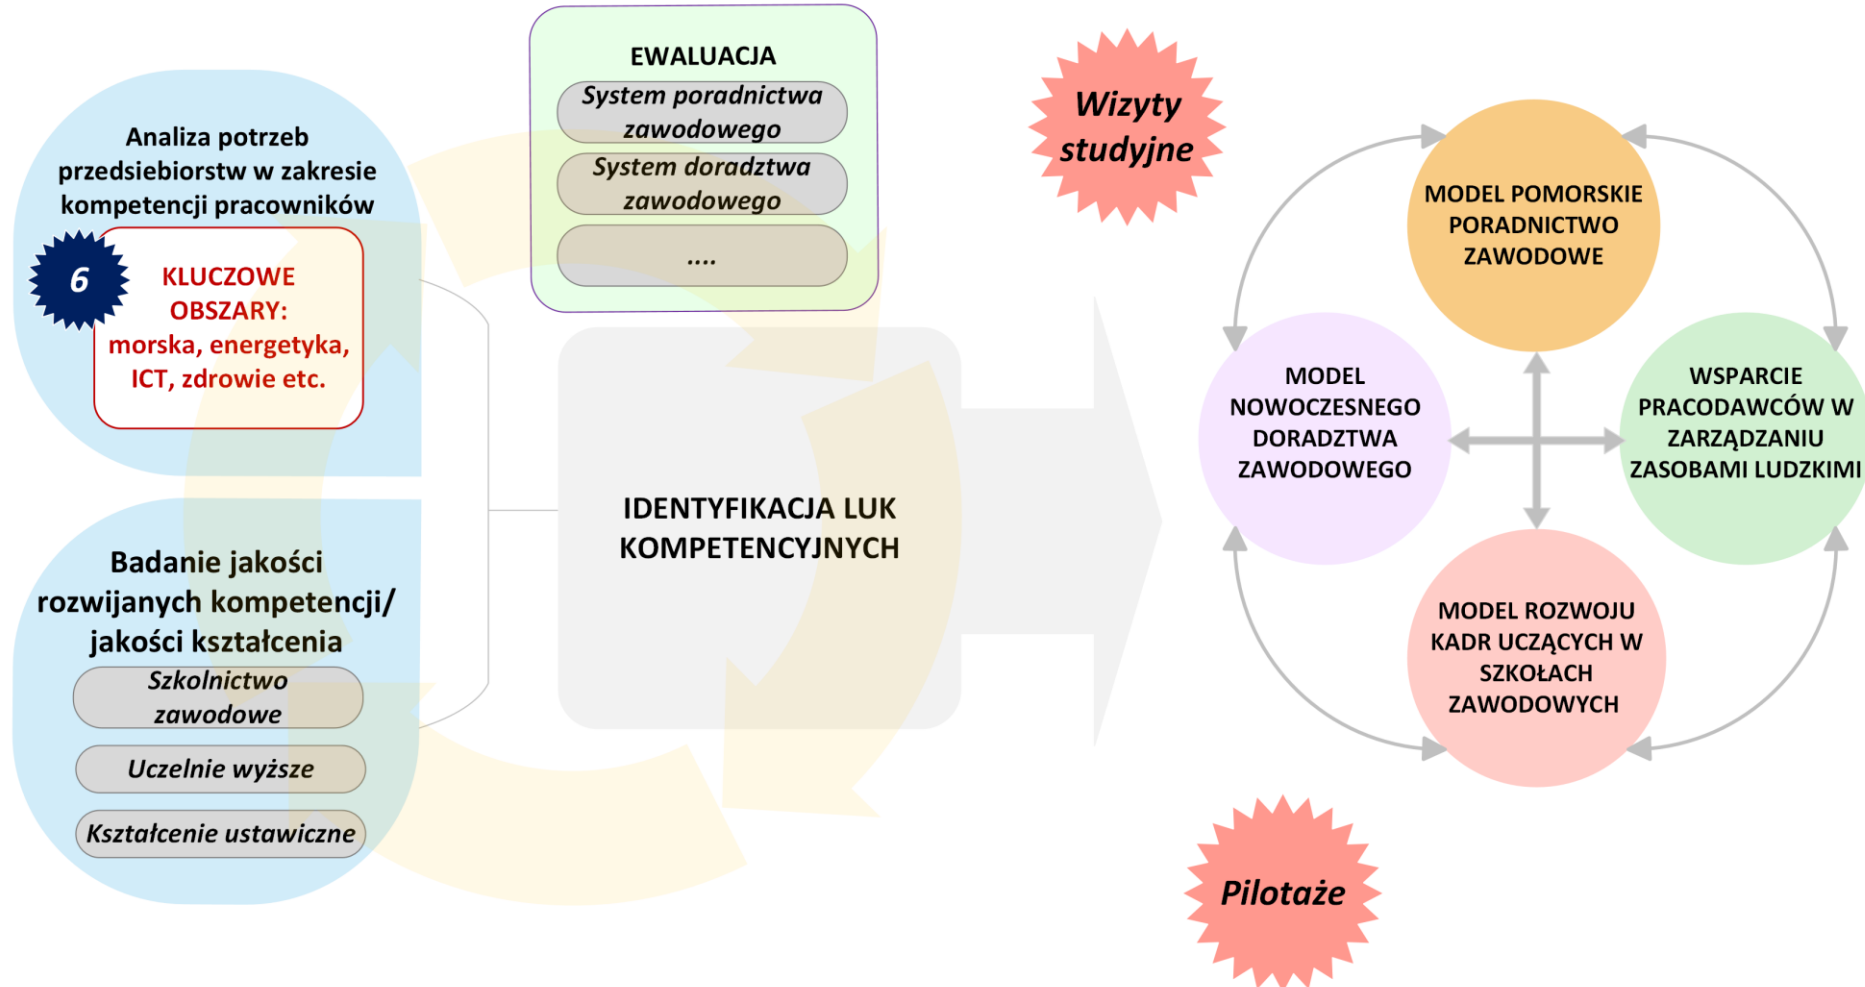 Analiza potrzeb
przedsiebiorstw w zakresie
kompetencji pracowników
6
KLUCZOWE
OBSZARY:
morska, energetyka,
ICT, zdrowie etc.
Badanie jakości
rozwijanych kompetencji/
jakości kształcenia
Szkolnictwo
zawodowe
Uczelnie wyższe
Kształcenie ustawiczne
EWALUACJA
System poradnictwa
zawodowego
System doradztwa
zawodowego
....
IDENTYFIKACJA LUK
KOMPETENCYJNYCH
Wizyty
studyjne
MODEL POMORSKIE
PORADNICTWO
ZAWODOWE
MODEL
NOWOCZESNEGO
DORADZTWA
ZAWODOWEGO
WSPARCIE
PRACODAWCÓW W
ZARZĄDZANIU
ZASOBAMI LUDZKIMI
MODEL ROZWOJU
KADR UCZĄCYCH W
SZKOŁACH
ZAWODOWYCH
Pilotaże